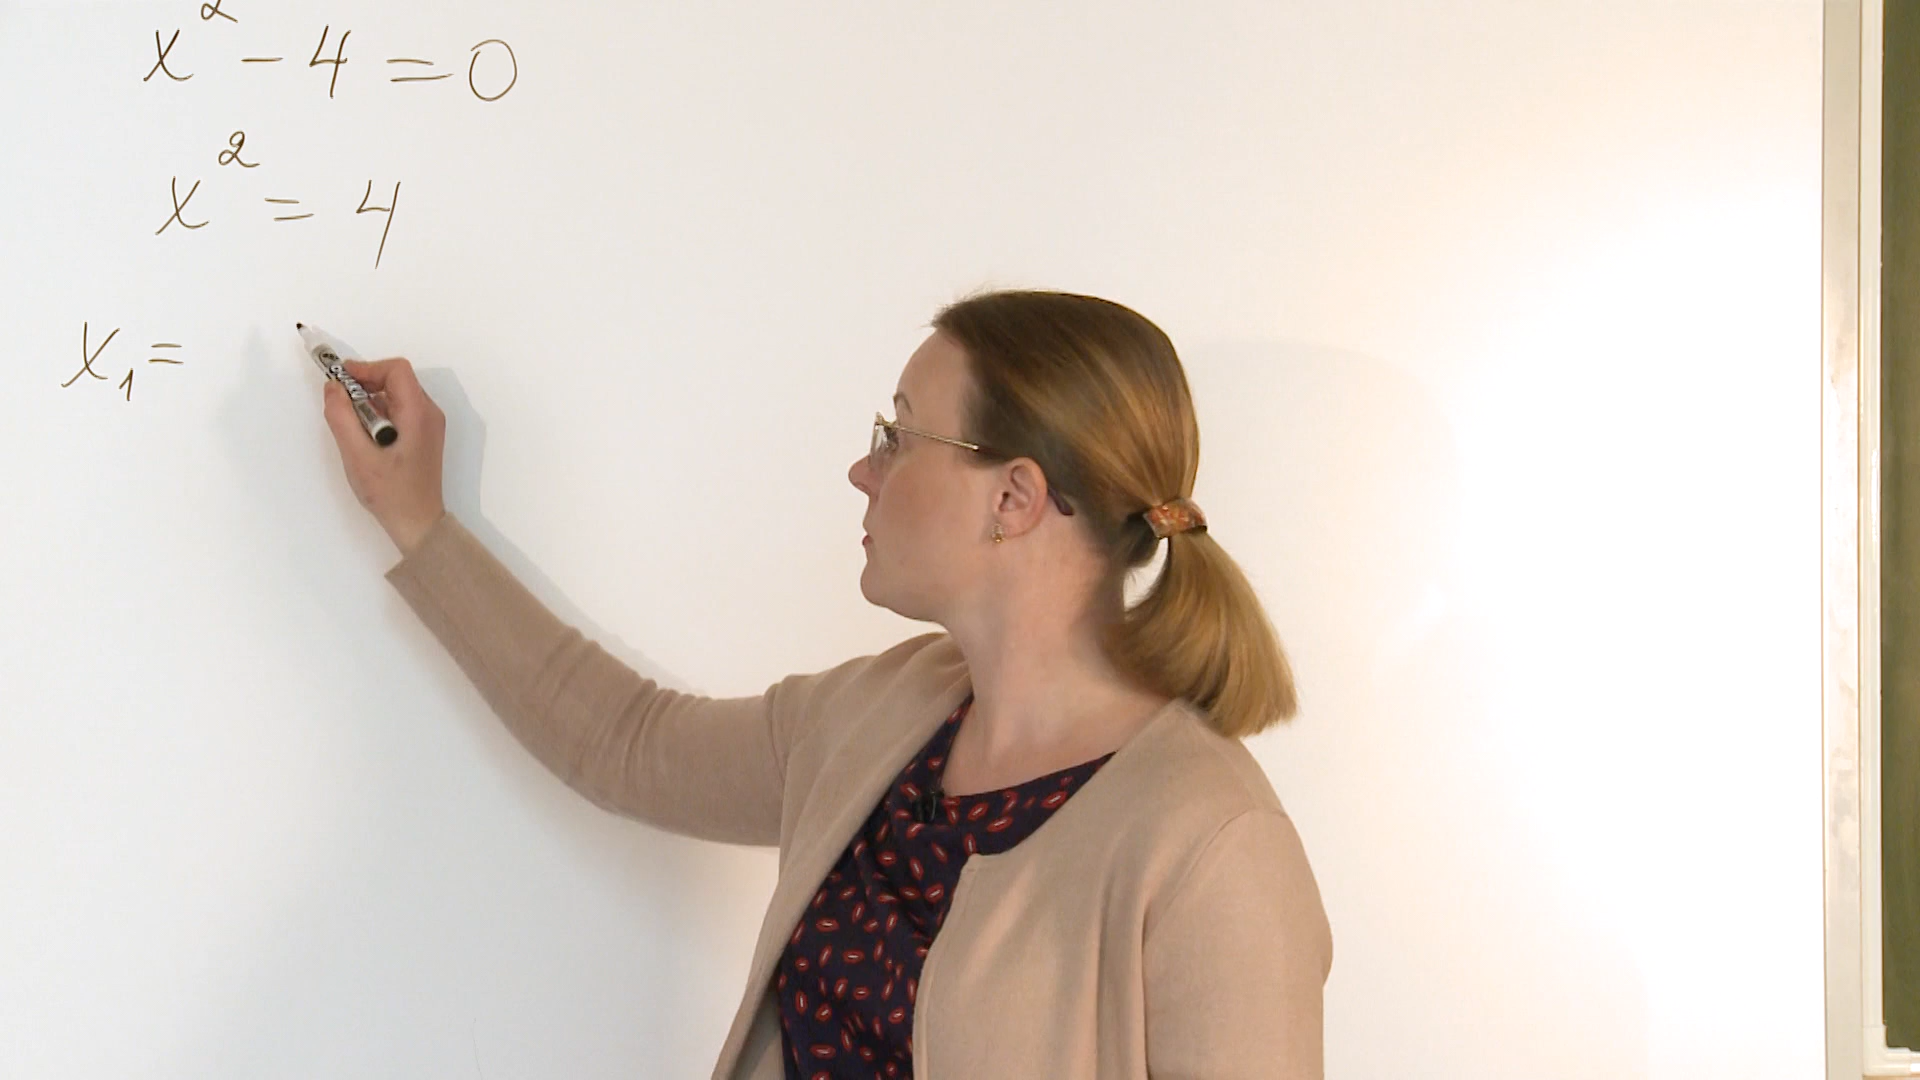 x² - 4 = 0
x² = 4
x₁ =